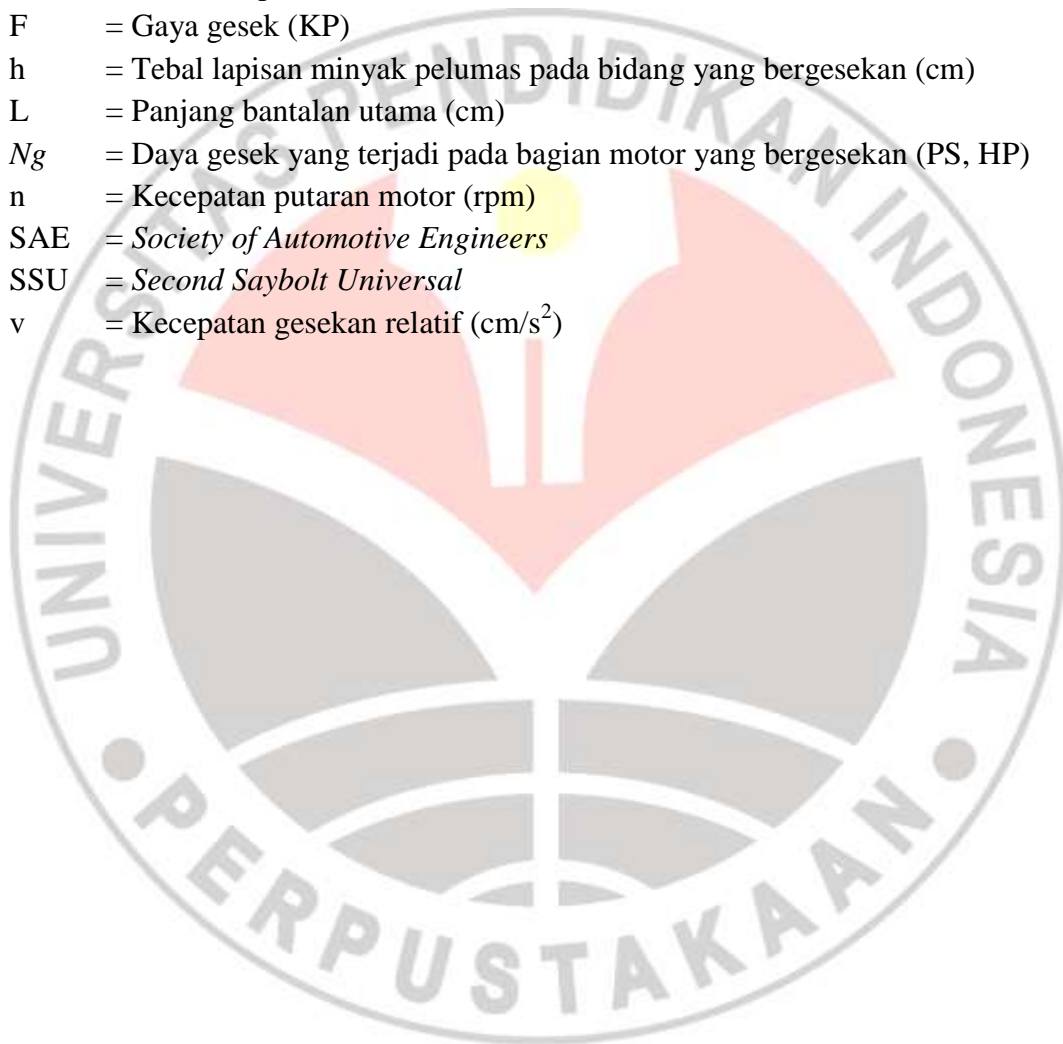 F = Gaya gesek (KP)
h = Tebal lapisan minyak pelumas pada bidang yang bergesekan (cm)
L = Panjang bantalan utama (cm)
Ng = Daya gesek yang terjadi pada bagian motor yang bergesekan (PS, HP)
n = Kecepatan putaran motor (rpm)
SAE = Society of Automotive Engineers
SSU = Second Saybolt Universal
v = Kecepatan gesekan relatif (cm/s²)
UNIVERSITAS PENDIDIKAN INDONESIA
PERPUSTAKAAN